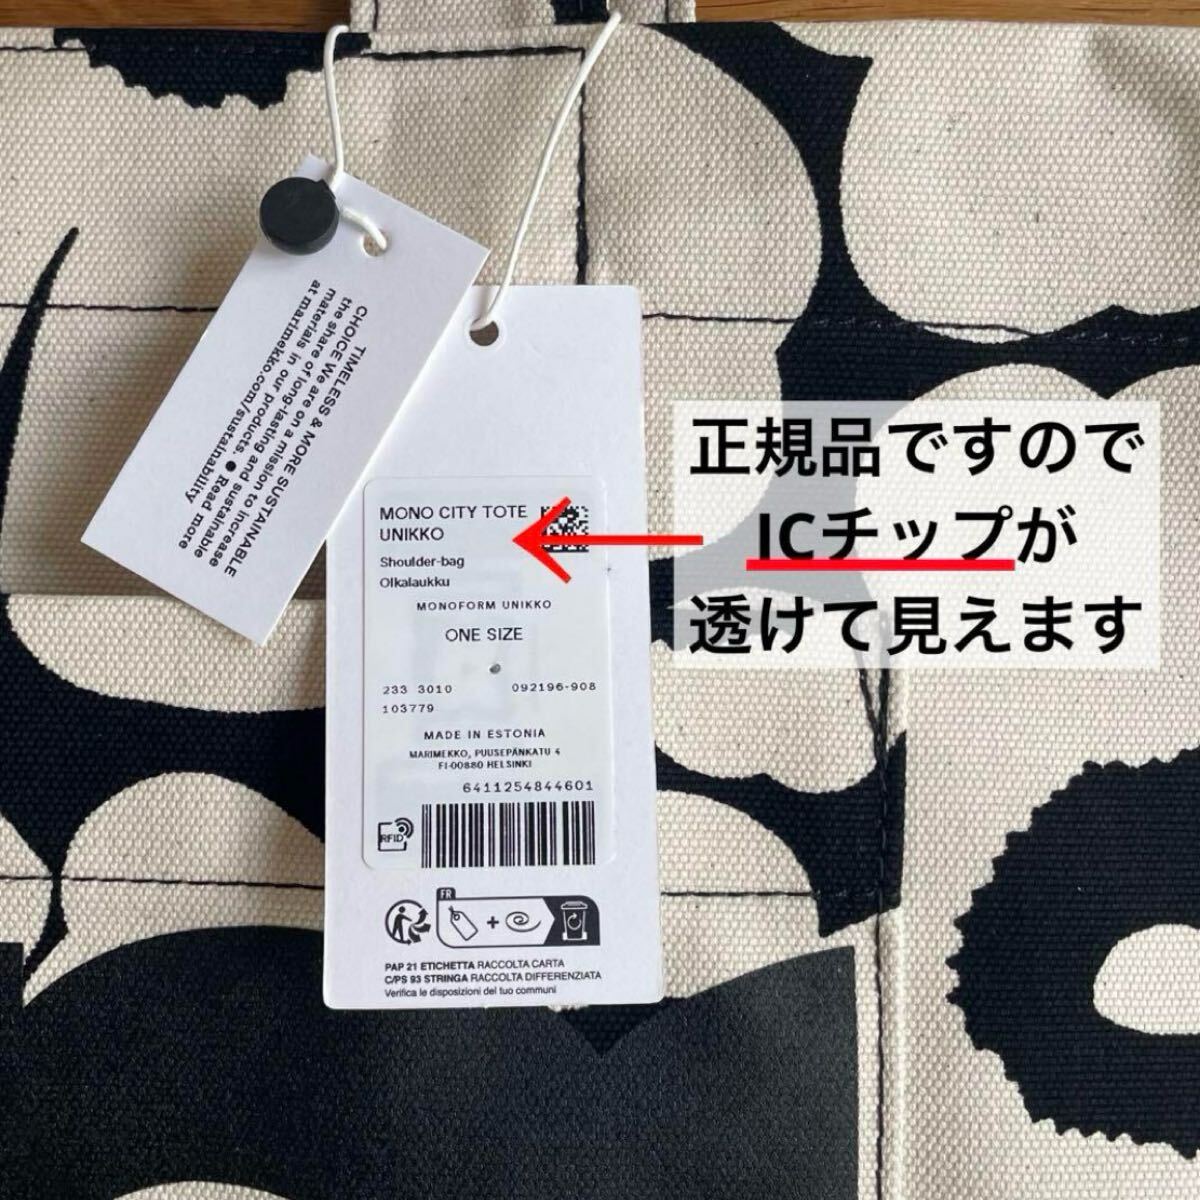 TIMELESS & MORE SUSTAINABLE
CHOICE We are on a mission to increase
the share of long-lasting and sustainable
materials in our products. ● Read more
at marimekko.com/sustainability
MONO CITY TOTE
UNIKKO
Shoulder-bag
Olkalaukku
MONOFORM UNIKKO
ONE SIZE
233 3010 092196-908
103779
MADE IN ESTONIA
MARIMEKKO, PUUSEPÄNKATU 4
FI-00880 HELSINKI
6411254844601
RFID
FR
PAP 21 ETICHETTA RACCOLTA CARTA
C/PS 93 STRINGA RACCOLTA DIFFERENZIATA
Verifica le disposizioni del tuo communi
正規品ですので
ICチップが
透けて見えます